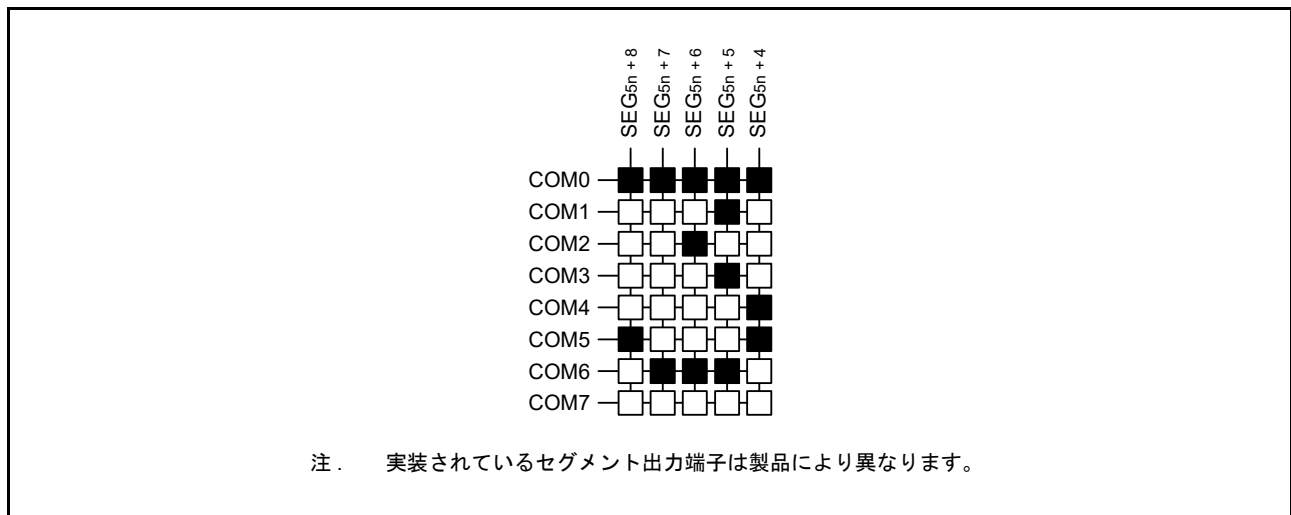 SEG5n + 8
SEG5n + 7
SEG5n + 6
SEG5n + 5
SEG5n + 4
COM0
COM1
COM2
COM3
COM4
COM5
COM6
COM7
注. 実装されているセグメント出力端子は製品により異なります。